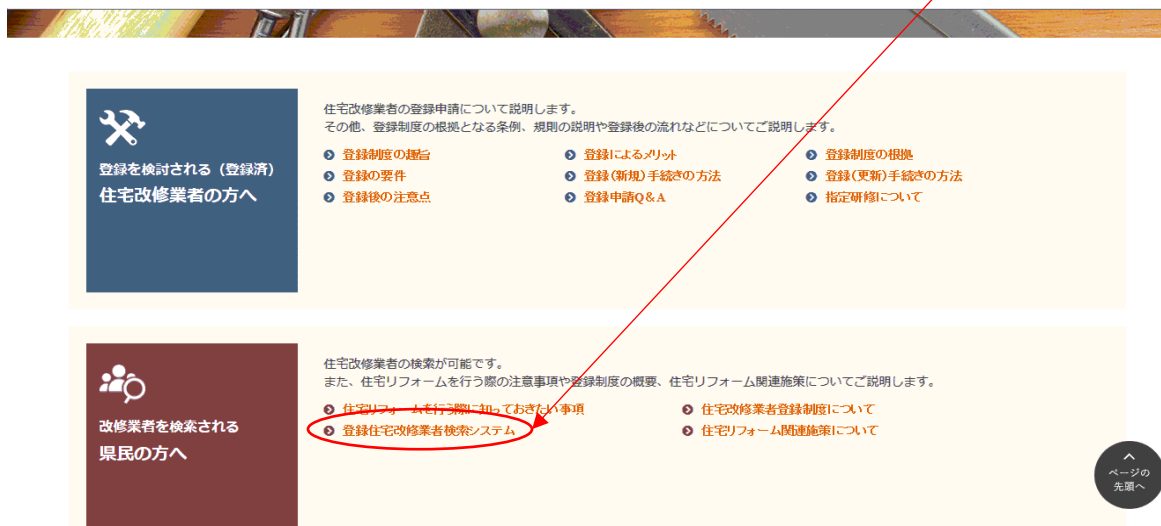 住宅改修業者の登録申請について説明します。
その他、登録制度の根拠となる条例、規則の説明や登録後の流れなどについてご説明します。
登録を検討される（登録済）
住宅改修業者の方へ
登録制度の趣旨
登録によるメリット
登録制度の根拠
登録の要件
登録(新規)手続きの方法
登録(更新)手続きの方法
登録後の注意点
登録申請Q&A
指定研修について
住宅改修業者の検索が可能です。
また、住宅リフォームを行う際の注意事項や登録制度の概要、住宅リフォーム関連施策についてご説明します。
改修業者を検索される
県民の方へ
住宅リフォームを行う際に知っておきたい事項
住宅改修業者登録制度について
登録住宅改修業者検索システム
住宅リフォーム関連施策について
ページの
先頭へ